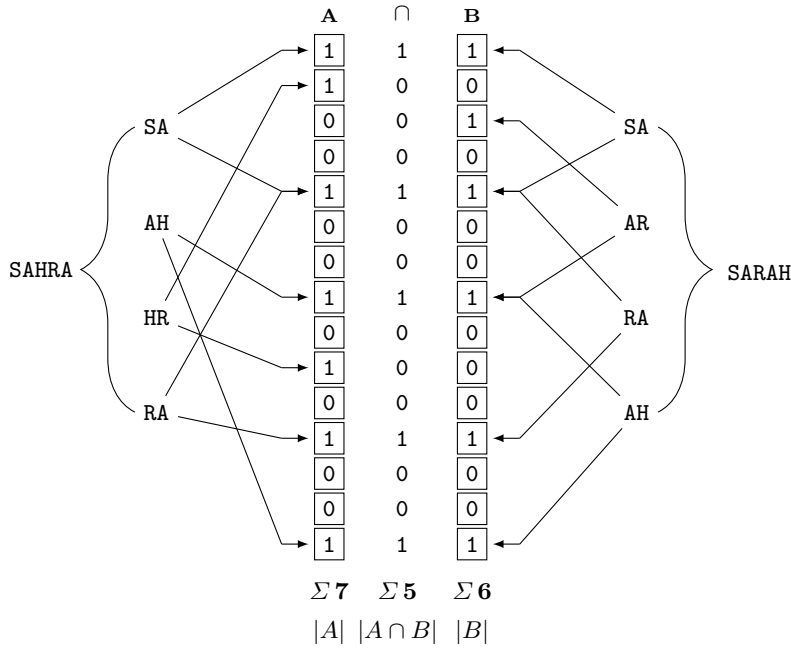 A ∩ B
1 1 1
1 0 0
SA 0 0 1 SA
0 0 0
1 1 1
AH 0 0 0 AR
SAHRA 0 0 0 SARAH
1 1 1
HR 0 0 0 RA
1 0 0
RA 0 0 0 AH
1 1 1
0 0 0
0 0 0
1 1 1
Σ 7 Σ 5 Σ 6
|A| |A ∩ B| |B|